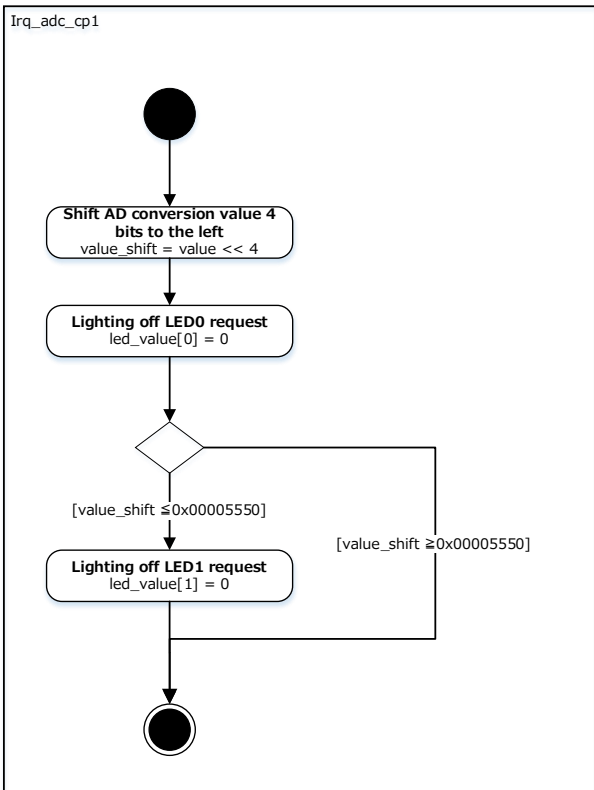 Irq_adc_cp1
Shift AD conversion value 4
bits to the left
value_shift = value << 4
Lighting off LED0 request
led_value[0] = 0
[value_shift ≦0x00005550]
[value_shift ≧0x00005550]
Lighting off LED1 request
led_value[1] = 0